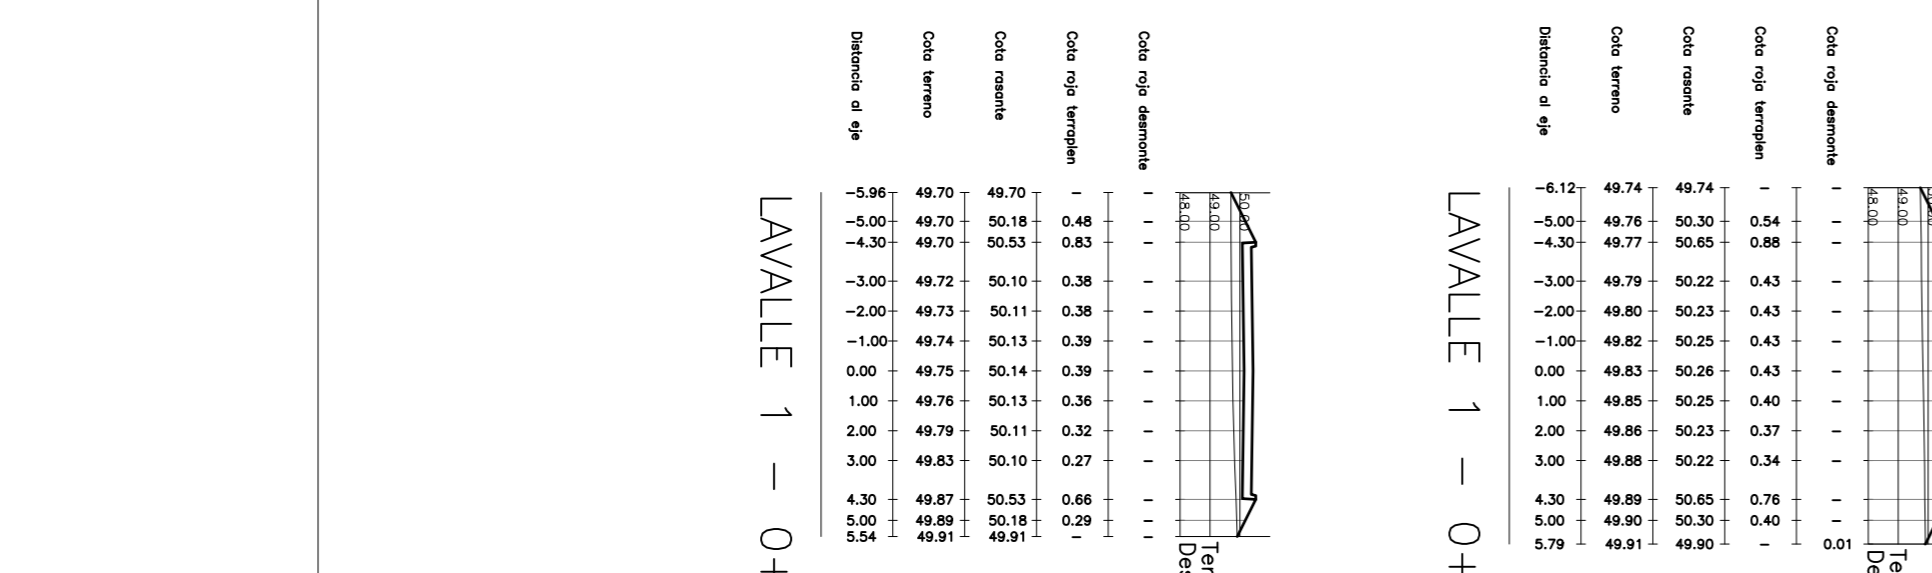 Distancia al eje
Cota terreno
Cota rasante
Cota roja terraplen
Cota roja desmonte
-5.96 49.70 49.70 - -
-5.00 49.70 50.18 0.48 -
-4.30 49.70 50.53 0.83 -
-3.00 49.72 50.10 0.38 -
-2.00 49.73 50.11 0.38 -
-1.00 49.74 50.13 0.39 -
0.00 49.75 50.14 0.39 -
1.00 49.76 50.13 0.36 -
2.00 49.79 50.11 0.32 -
3.00 49.83 50.10 0.27 -
4.30 49.87 50.53 0.66 -
5.00 49.89 50.18 0.29 -
5.54 49.91 49.91 - -
48.00
49.00
50.00
LAVALLE 1 - 0+
Distancia al eje
Cota terreno
Cota rasante
Cota roja terraplen
Cota roja desmonte
-6.12 49.74 49.74 - -
-5.00 49.76 50.30 0.54 -
-4.30 49.77 50.65 0.88 -
-3.00 49.79 50.22 0.43 -
-2.00 49.80 50.23 0.43 -
-1.00 49.82 50.25 0.43 -
0.00 49.83 50.26 0.43 -
1.00 49.85 50.25 0.40 -
2.00 49.86 50.23 0.37 -
3.00 49.88 50.22 0.34 -
4.30 49.89 50.65 0.76 -
5.00 49.90 50.30 0.40 -
5.79 49.91 49.90 - 0.01
48.00
49.00
LAVALLE 1 - 0+